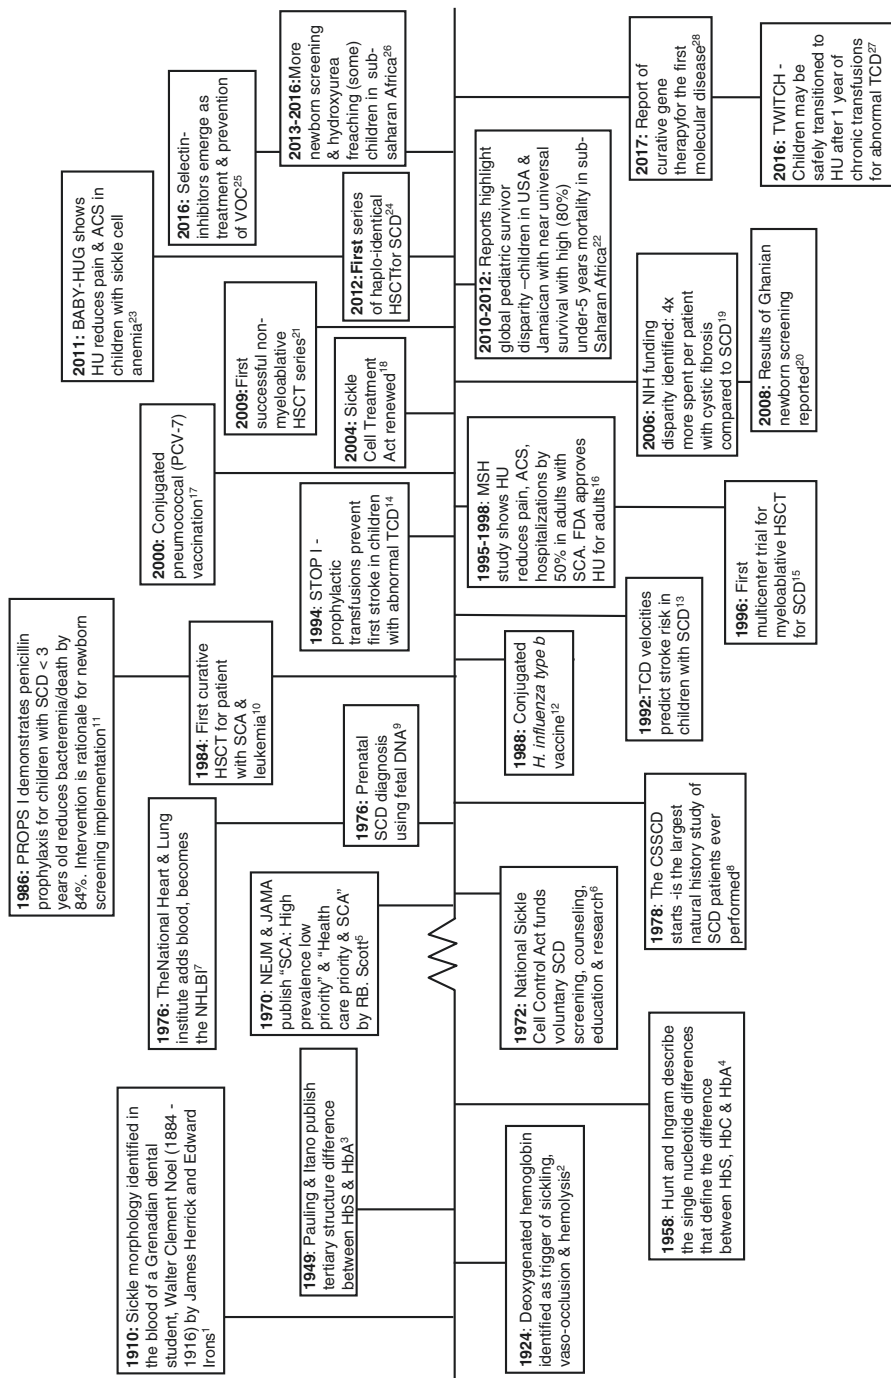 1910: Sickle morphology identified in
the blood of a Grenadian dental
student, Walter Clement Noel (1884 -
1916) by James Herrick and Edward
Irons1
1949: Pauling & Itano publish
tertiary structure difference
between HbS & HbA3
1924: Deoxygenated hemoglobin
identified as trigger of sickling,
vaso-occlusion & hemolysis2
1958: Hunt and Ingram describe
the single nucleotide differences
that define the difference
between HbS, HbC & HbA4
1976: TheNational Heart & Lung
institute adds blood, becomes
the NHLBI7
1970: NEJM & JAMA
publish “SCA: High
prevalence low
priority” & “Health
care priority & SCA”
by RB. Scott5
1972: National Sickle
Cell Control Act funds
voluntary SCD
screening, counseling,
education & research6
1978: The CSSCD
starts -is the largest
natural history study of
SCD patients ever
performed8
1976: Prenatal
SCD diagnosis
using fetal DNA9
1986: PROPS I demonstrates penicillin
prophylaxis for children with SCD < 3
years old reduces bacteremia/death by
84%. Intervention is rationale for newborn
screening implementation11
1984: First curative
HSCT for patient
with SCA &
leukemia10
1988: Conjugated
H. influenza type b
vaccine12
1992:TCD velocities
predict stroke risk in
children with SCD13
2000: Conjugated
pneumococcal (PCV-7)
vaccination17
1994: STOP I -
prophylactic
transfusions prevent
first stroke in children
with abnormal TCD14
1995-1998: MSH
study shows HU
reduces pain, ACS,
hospitalizations by
50% in adults with
SCA. FDA approves
HU for adults16
1996: First
multicenter trial for
myeloablative HSCT
for SCD15
2011: BABY-HUG shows
HU reduces pain & ACS in
children with sickle cell
anemia23
2009:First
successful non-
myeloablative
HSCT series21
2004: Sickle
Cell Treatment
Act renewed18
2006: NIH funding
disparity identified: 4x
more spent per patient
with cystic fibrosis
compared to SCD19
2008: Results of Ghanian
newborn screening
reported20
2016: Selectin-
inhibitors emerge as
treatment & prevention
of VOC25
2012:First series
of haplo-identical
HSCTfor SCD24
2010-2012: Reports highlight
global pediatric survivor
disparity –children in USA &
Jamaican with near universal
survival with high (80%)
under-5 years mortality in sub-
Saharan Africa22
2013-2016:More
newborn screening
& hydroxyurea
freaching (some)
children in sub-
saharan Africa26
2017: Report of
curative gene
therapyfor the first
molecular disease28
2016: TWITCH -
Children may be
safely transitioned to
HU after 1 year of
chronic transfusions
for abnormal TCD27